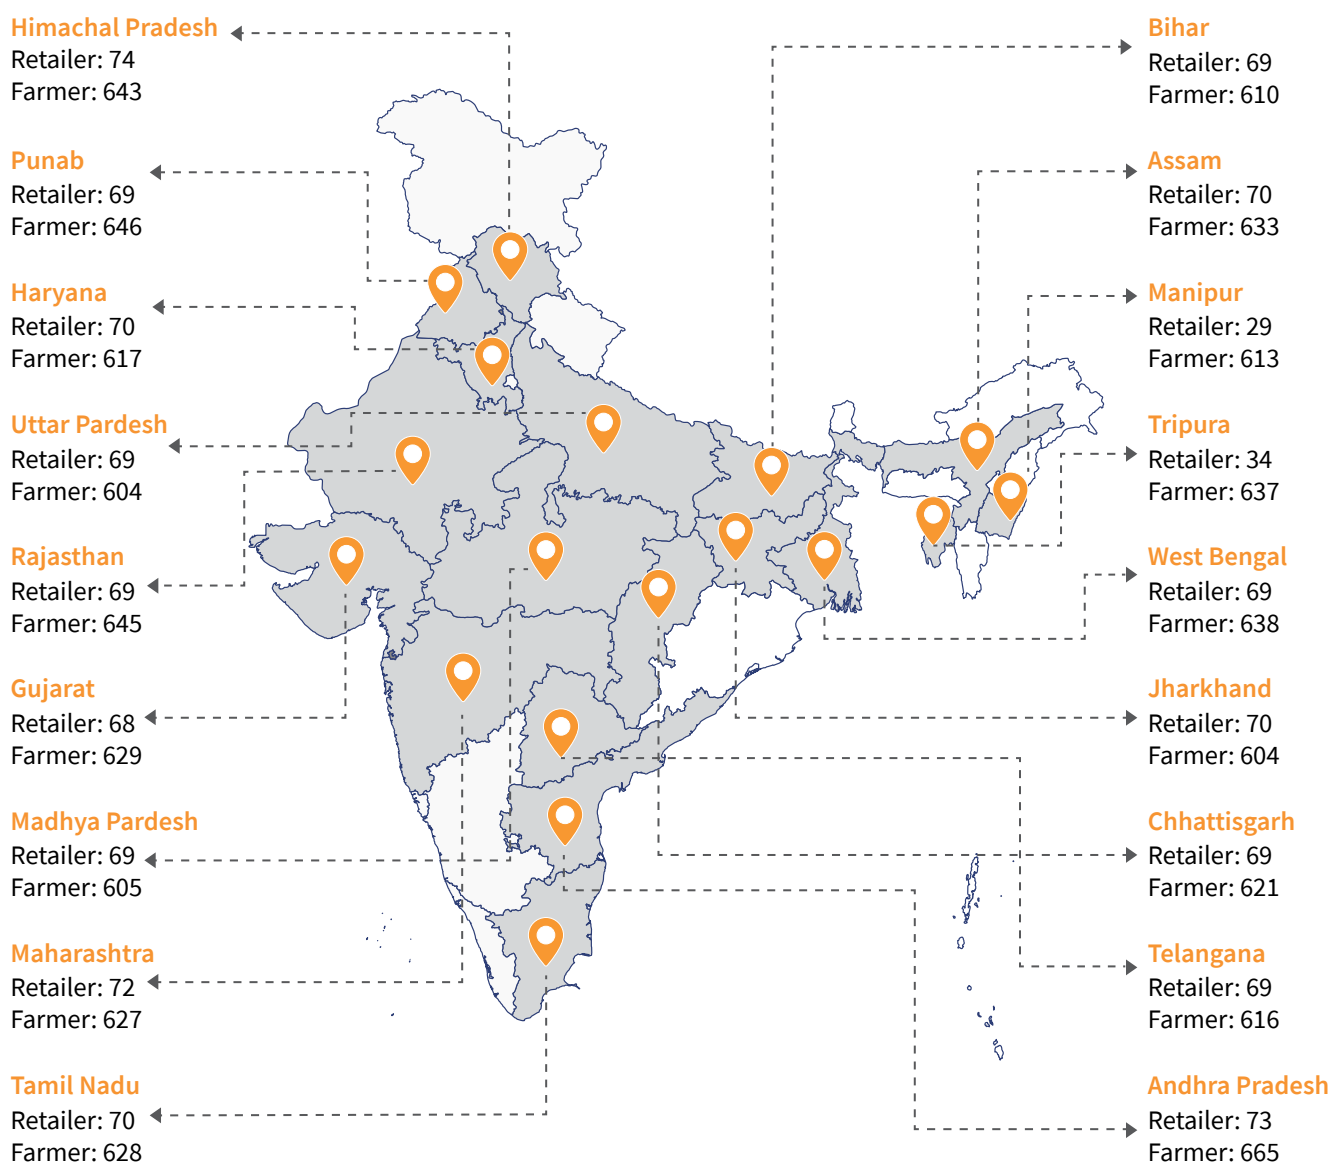 Himachal Pradesh
Retailer: 74
Farmer: 643
Punab
Retailer: 69
Farmer: 646
Haryana
Retailer: 70
Farmer: 617
Uttar Pardesh
Retailer: 69
Farmer: 604
Rajasthan
Retailer: 69
Farmer: 645
Gujarat
Retailer: 68
Farmer: 629
Madhya Pardesh
Retailer: 69
Farmer: 605
Maharashtra
Retailer: 72
Farmer: 627
Tamil Nadu
Retailer: 70
Farmer: 628
Bihar
Retailer: 69
Farmer: 610
Assam
Retailer: 70
Farmer: 633
Manipur
Retailer: 29
Farmer: 613
Tripura
Retailer: 34
Farmer: 637
West Bengal
Retailer: 69
Farmer: 638
Jharkhand
Retailer: 70
Farmer: 604
Chhattisgarh
Retailer: 69
Farmer: 621
Telangana
Retailer: 69
Farmer: 616
Andhra Pradesh
Retailer: 73
Farmer: 665